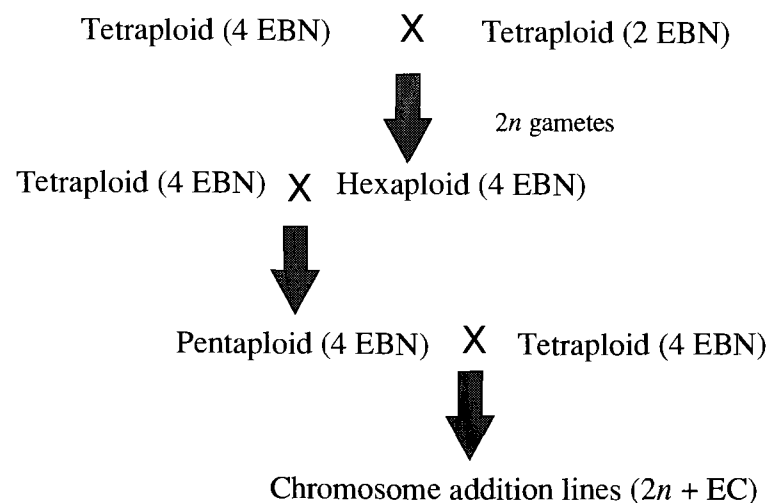 Tetraploid (4 EBN) X Tetraploid (2 EBN)
2n gametes
Tetraploid (4 EBN) X Hexaploid (4 EBN)
Pentaploid (4 EBN) X Tetraploid (4 EBN)
Chromosome addition lines (2n + EC)